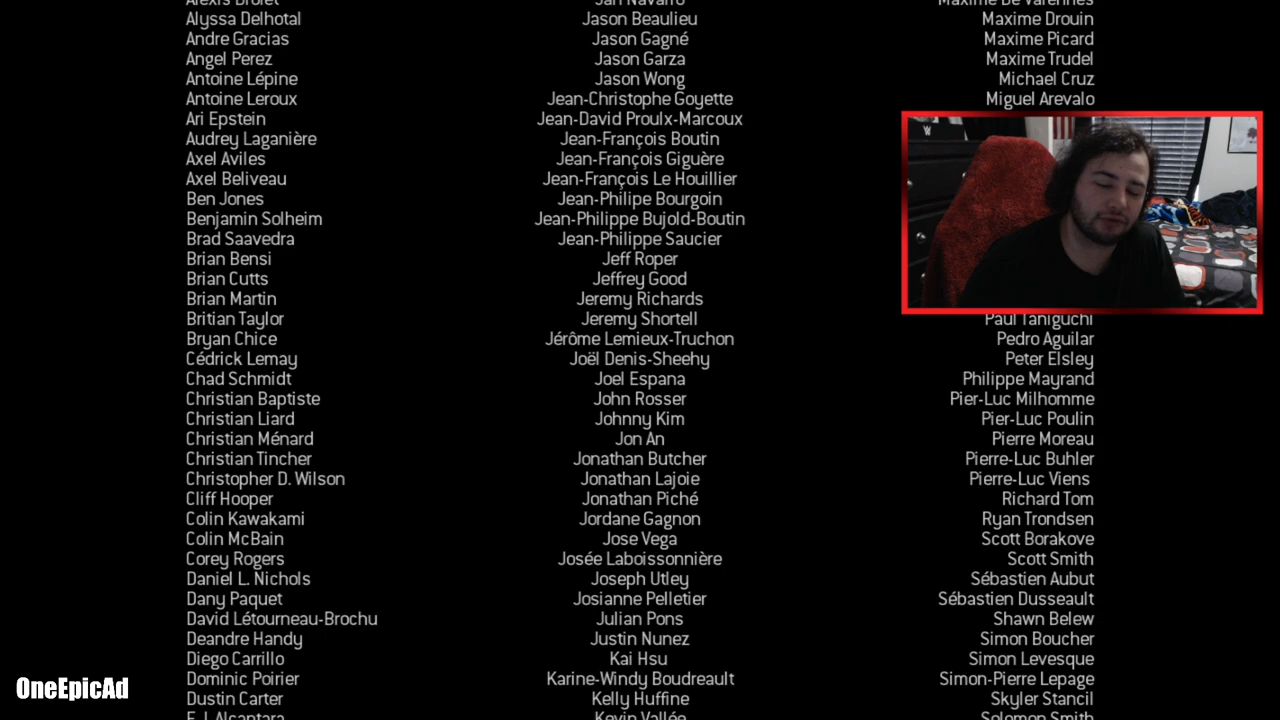 Alexis Brolet
Alyssa Delhotal
Andre Gracias
Angel Perez
Antoine Lépine
Antoine Leroux
Ari Epstein
Audrey Laganière
Axel Aviles
Axel Beliveau
Ben Jones
Benjamin Solheim
Brad Saavedra
Brian Bensi
Brian Cutts
Brian Martin
Britian Taylor
Bryan Chice
Cédrick Lemay
Chad Schmidt
Christian Baptiste
Christian Liard
Christian Ménard
Christian Tincher
Christopher D. Wilson
Cliff Hooper
Colin Kawakami
Colin McBain
Corey Rogers
Daniel L. Nichols
Dany Paquet
David Létourneau-Brochu
Deandre Handy
Diego Carrillo
Dominic Poirier
Dustin Carter
Alcantara
Navarro
Jason Beaulieu
Jason Gagné
Jason Garza
Jason Wong
Jean-Christophe Goyette
Jean-David Proulx-Marcoux
Jean-François Boutin
Jean-François Giguère
Jean-François Le Houillier
Jean-Philipe Bourgoin
Jean-Philippe Bujold-Boutin
Jean-Philippe Saucier
Jeff Roper
Jeffrey Good
Jeremy Richards
Jeremy Shortell
Jérôme Lemieux-Truchon
Joël Denis-Sheehy
Joel Espana
John Rosser
Johnny Kim
Jon An
Jonathan Butcher
Jonathan Lajoie
Jonathan Piché
Jordane Gagnon
Jose Vega
Josée Laboissonnière
Joseph Utley
Josianne Pelletier
Julian Pons
Justin Nunez
Kai Hsu
Karine-Windy Boudreault
Kelly Huffine
Kevin Vallée
Maxime De Varennes
Maxime Drouin
Maxime Picard
Maxime Trudel
Michael Cruz
Miguel Arevalo
Paul Taniguchi
Pedro Aguilar
Peter Elsley
Philippe Mayrand
Pier-Luc Milhomme
Pier-Luc Poulin
Pierre Moreau
Pierre-Luc Buhler
Pierre-Luc Viens
Richard Tom
Ryan Trondsen
Scott Borakove
Scott Smith
Sébastien Aubut
Sébastien Dusseault
Shawn Belew
Simon Boucher
Simon Levesque
Simon-Pierre Lepage
Skyler Stancil
Solomon Smith
OneEpicAd